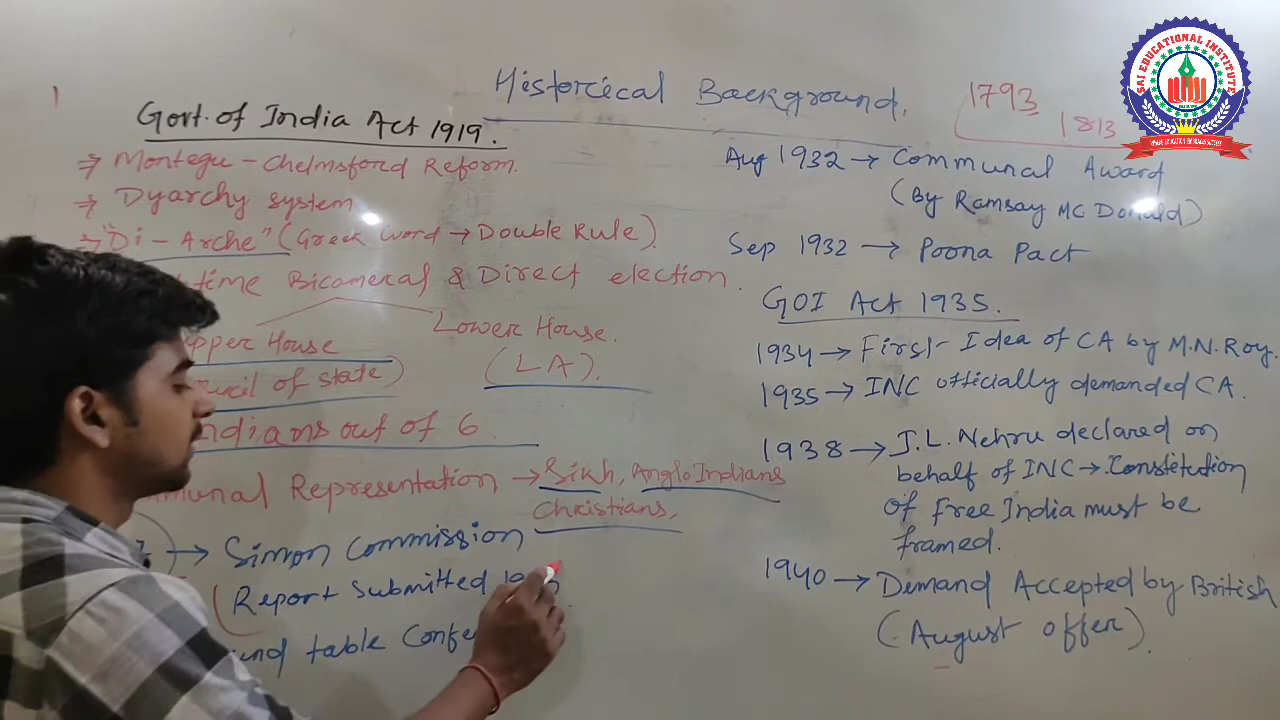 Historcical Background.
1793
1813
SAI EDUCATIONAL INSTITUTE
Govt. of India Act 1919.
⇒ Montegu - Chelmsford Reform.
⇒ Dyarchy system
⇒ "Di - Arche" (Greek word → Double Rule)
time Bicameral & Direct election.
upper House
Lower House.
(LA).
uncil of state)
ndians out of 6.
munal Representation → Sikh, Anglo Indians
Christians,
→ Simon Commission
(Report Submitted 19
und table Confe
Aug 1932 → Communal Award
(By Ramsay MC Donald)
Sep 1932 → Poona Pact
GOI Act 1935.
1934 → First Idea of CA by M.N. Roy.
1935 → INC officially demanded CA.
1938 → J.L. Nehru declared on
behalf of INC → Constitution
of free India must be
framed.
1940 → Demand Accepted by British
(August offer).